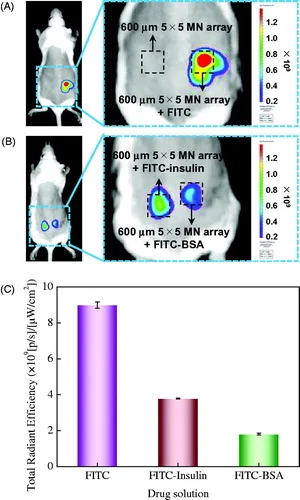 (A)
600 μm 5×5 MN array
600 μm 5×5 MN array
+ FITC
1.2
1.0
0.8
0.6
0.4
0.2
×10⁹
(B)
600 μm 5×5 MN array
+ FITC-insulin
600 μm 5×5 MN array
+ FITC-BSA
1.2
1.0
0.8
0.6
0.4
0.2
×10⁹
(C)
Total Radiant Efficiency (×10⁹[p/s]/[μW/cm²])
10
8
6
4
2
0
FITC
FITC-Insulin
FITC-BSA
Drug solution